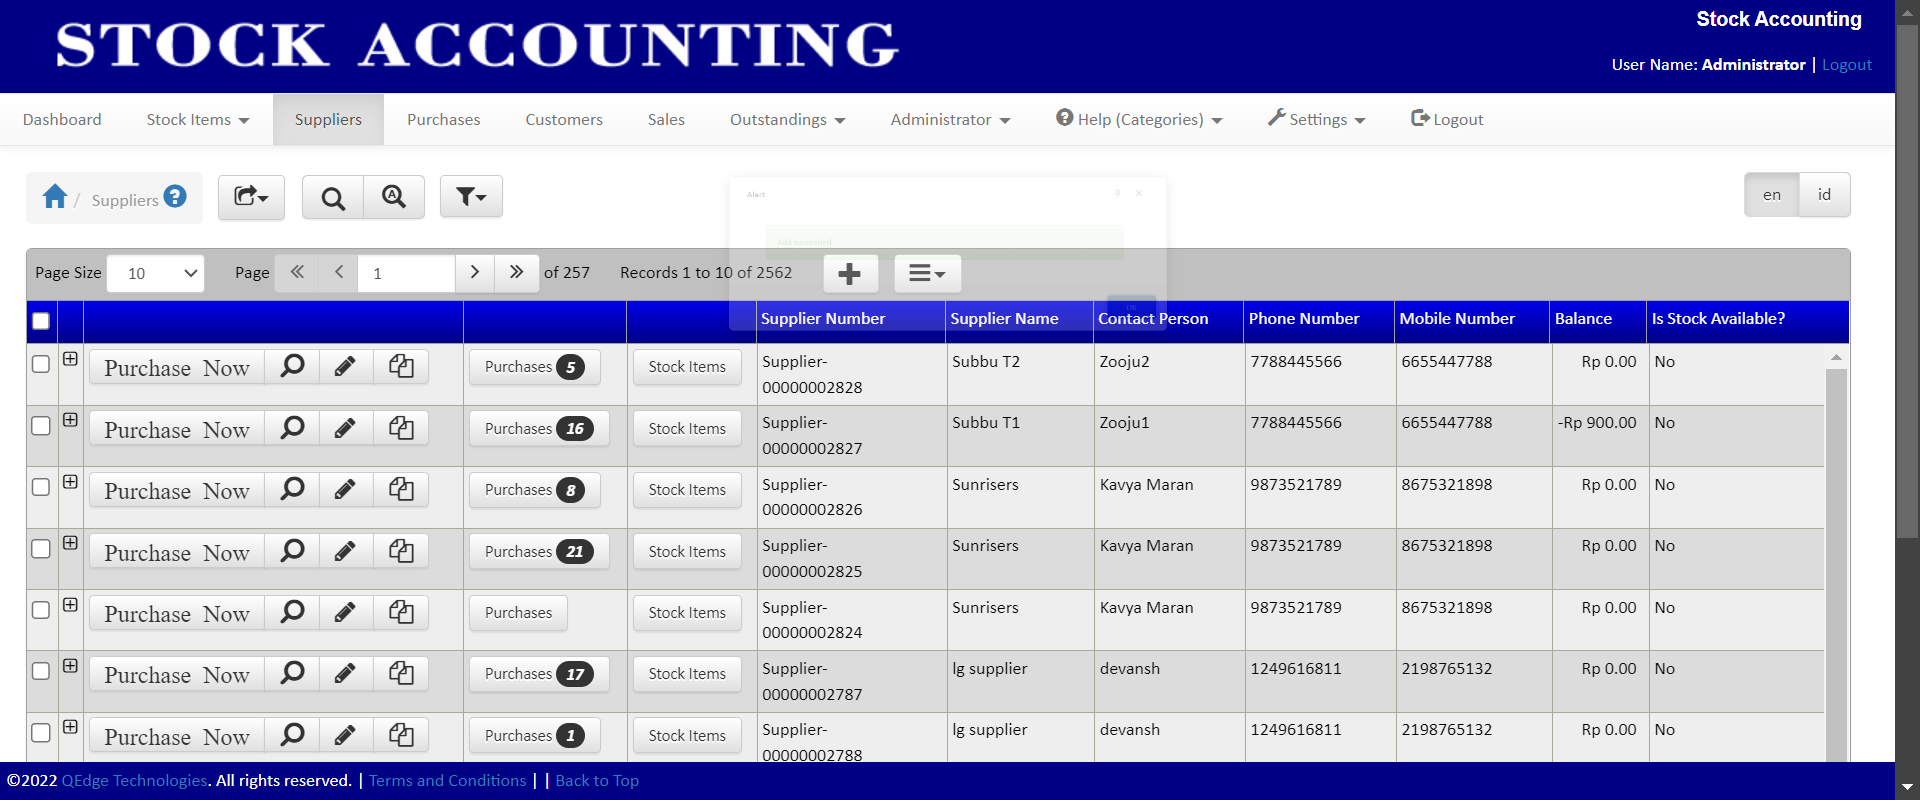 STOCK ACCOUNTING
Stock Accounting
User Name: Administrator | Logout
Dashboard Stock Items Suppliers Purchases Customers Sales Outstandings Administrator Help (Categories) Settings Logout
/ Suppliers
en id
Alert
Add succeeded
Page Size 10 Page 1 of 257 Records 1 to 10 of 2562
Supplier Number Supplier Name Contact Person Phone Number Mobile Number Balance Is Stock Available?
Purchase Now Purchases 5 Stock Items Supplier- Subbu T2 Zooju2 7788445566 6655447788 Rp 0.00 No
00000002828
Purchase Now Purchases 16 Stock Items Supplier- Subbu T1 Zooju1 7788445566 6655447788 -Rp 900.00 No
00000002827
Purchase Now Purchases 8 Stock Items Supplier- Sunrisers Kavya Maran 9873521789 8675321898 Rp 0.00 No
00000002826
Purchase Now Purchases 21 Stock Items Supplier- Sunrisers Kavya Maran 9873521789 8675321898 Rp 0.00 No
00000002825
Purchase Now Purchases Stock Items Supplier- Sunrisers Kavya Maran 9873521789 8675321898 Rp 0.00 No
00000002824
Purchase Now Purchases 17 Stock Items Supplier- lg supplier devansh 1249616811 2198765132 Rp 0.00 No
00000002787
Purchase Now Purchases 1 Stock Items Supplier- lg supplier devansh 1249616811 2198765132 Rp 0.00 No
00000002788
©2022 QEdge Technologies. All rights reserved. | Terms and Conditions | | Back to Top